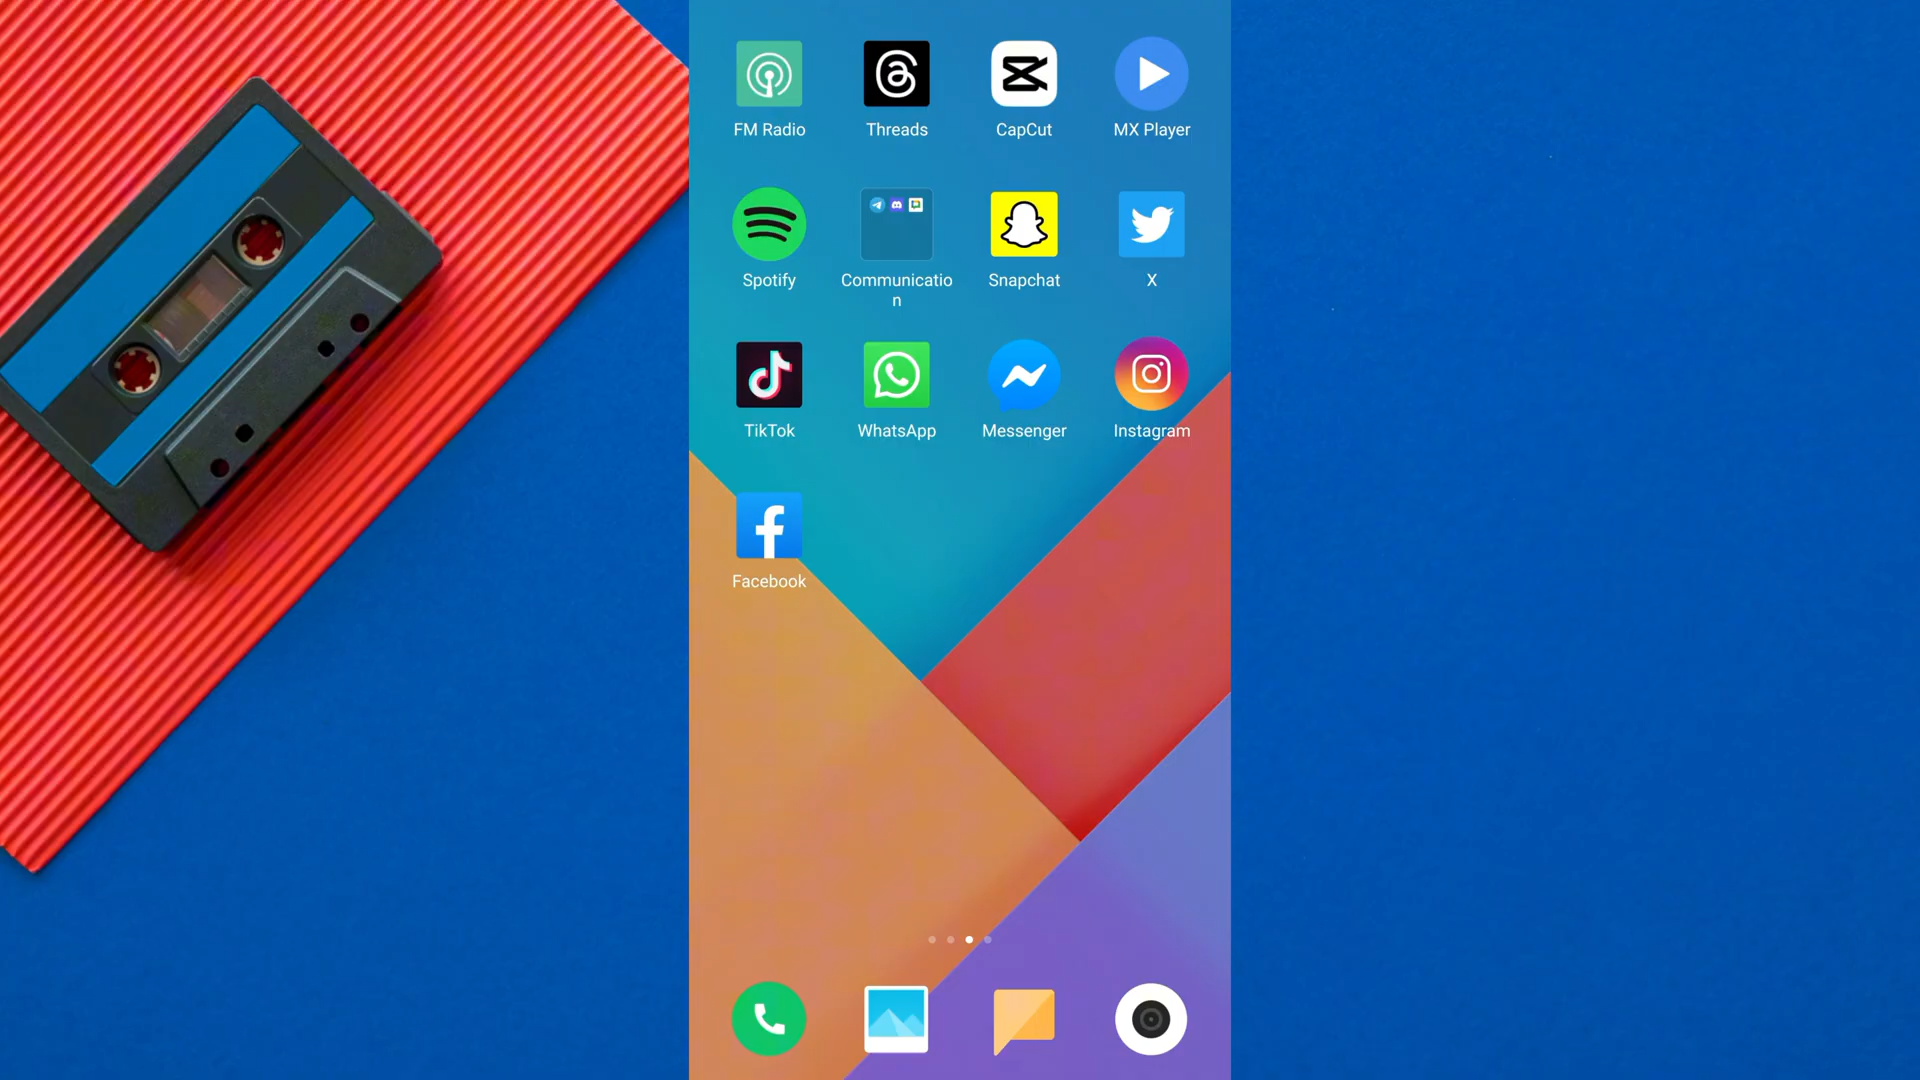 FM Radio
Threads
CapCut
MX Player
Spotify
Communicatio
n
Snapchat
X
TikTok
WhatsApp
Messenger
Instagram
Facebook